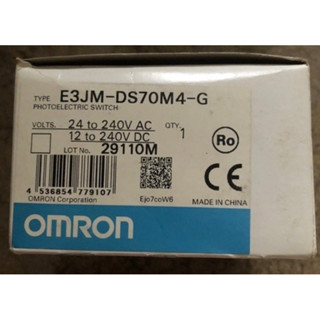 TYPE E3JM-DS70M4-G
PHOTOELECTRIC SWITCH
VOLTS. 24 to 240V AC QTY. 1
12 to 240V DC
LOT No. 29110M
Ro
4 536854 779107
OMRON Corporation
Ejo7coW6
CE
MADE IN CHINA
OMRON